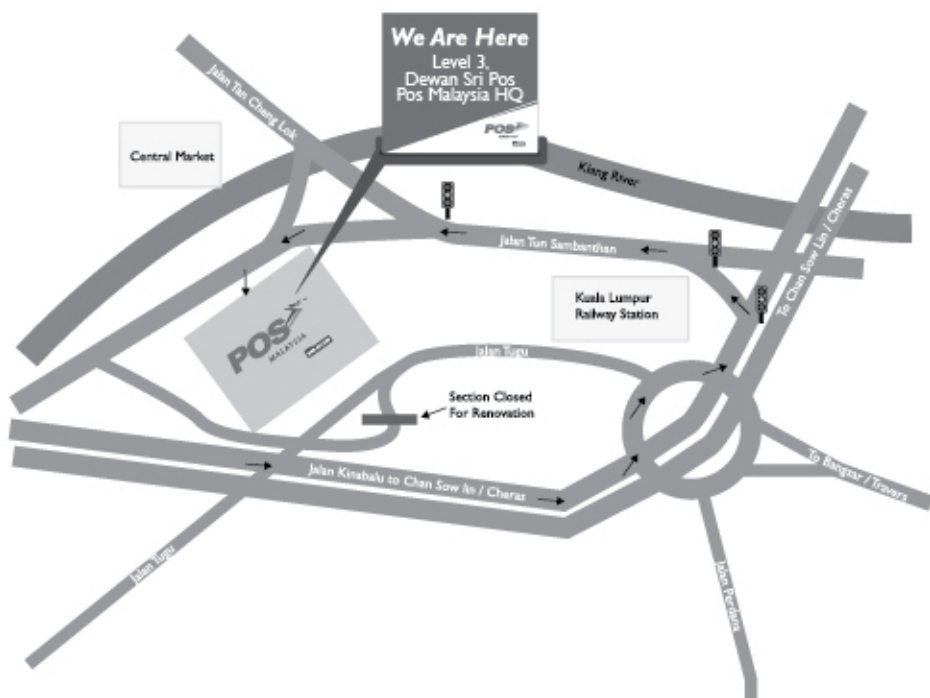 We Are Here
Level 3,
Dewan Sri Pos
Pos Malaysia HQ
POS
Jalan Tan Cheng Lok
Central Market
Klang River
Jalan Tun Sambanthan
To Chan Sow Lin / Cheras
Kuala Lumpur
Railway Station
POS
MALAYSIA
Jalan Tugu
Section Closed
For Renovation
Jalan Kinabalu to Chan Sow lin / Cheras
To Bangsar / Travers
Jalan Tugu
Jalan Perdana